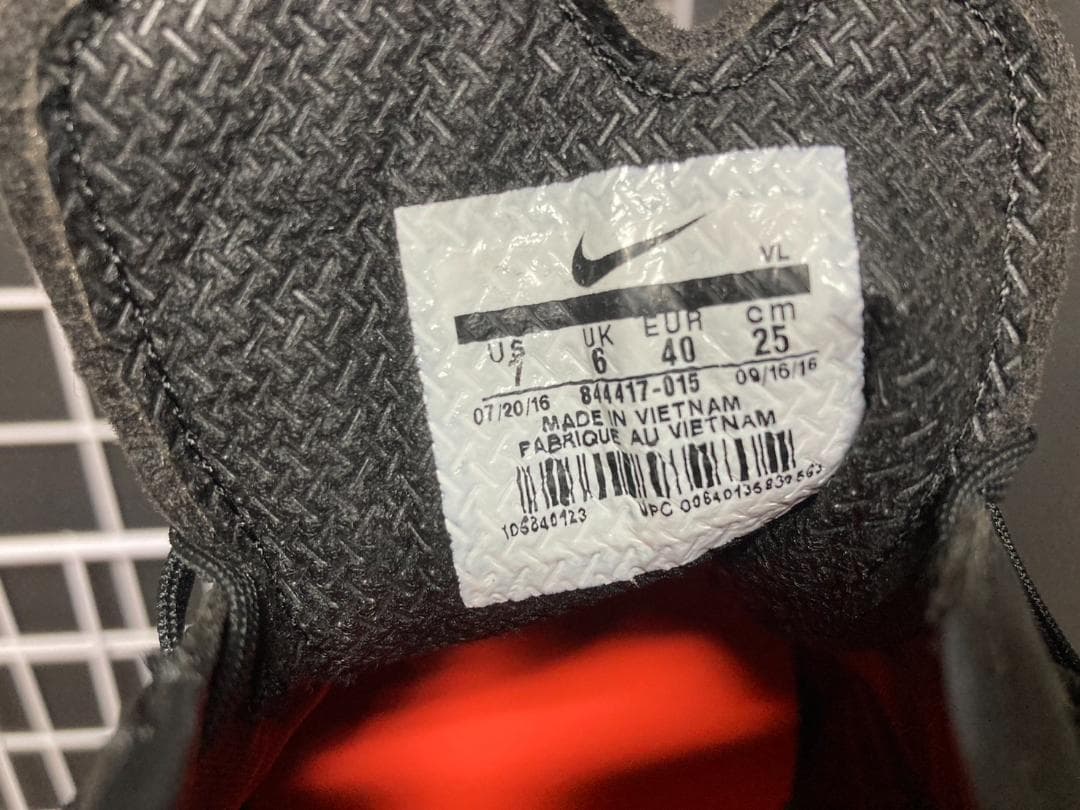 VL
US UK EUR cm
7 6 40 25
07/20/16 844417-015 09/16/16
MADE IN VIETNAM
FABRIQUE AU VIETNAM
UPC